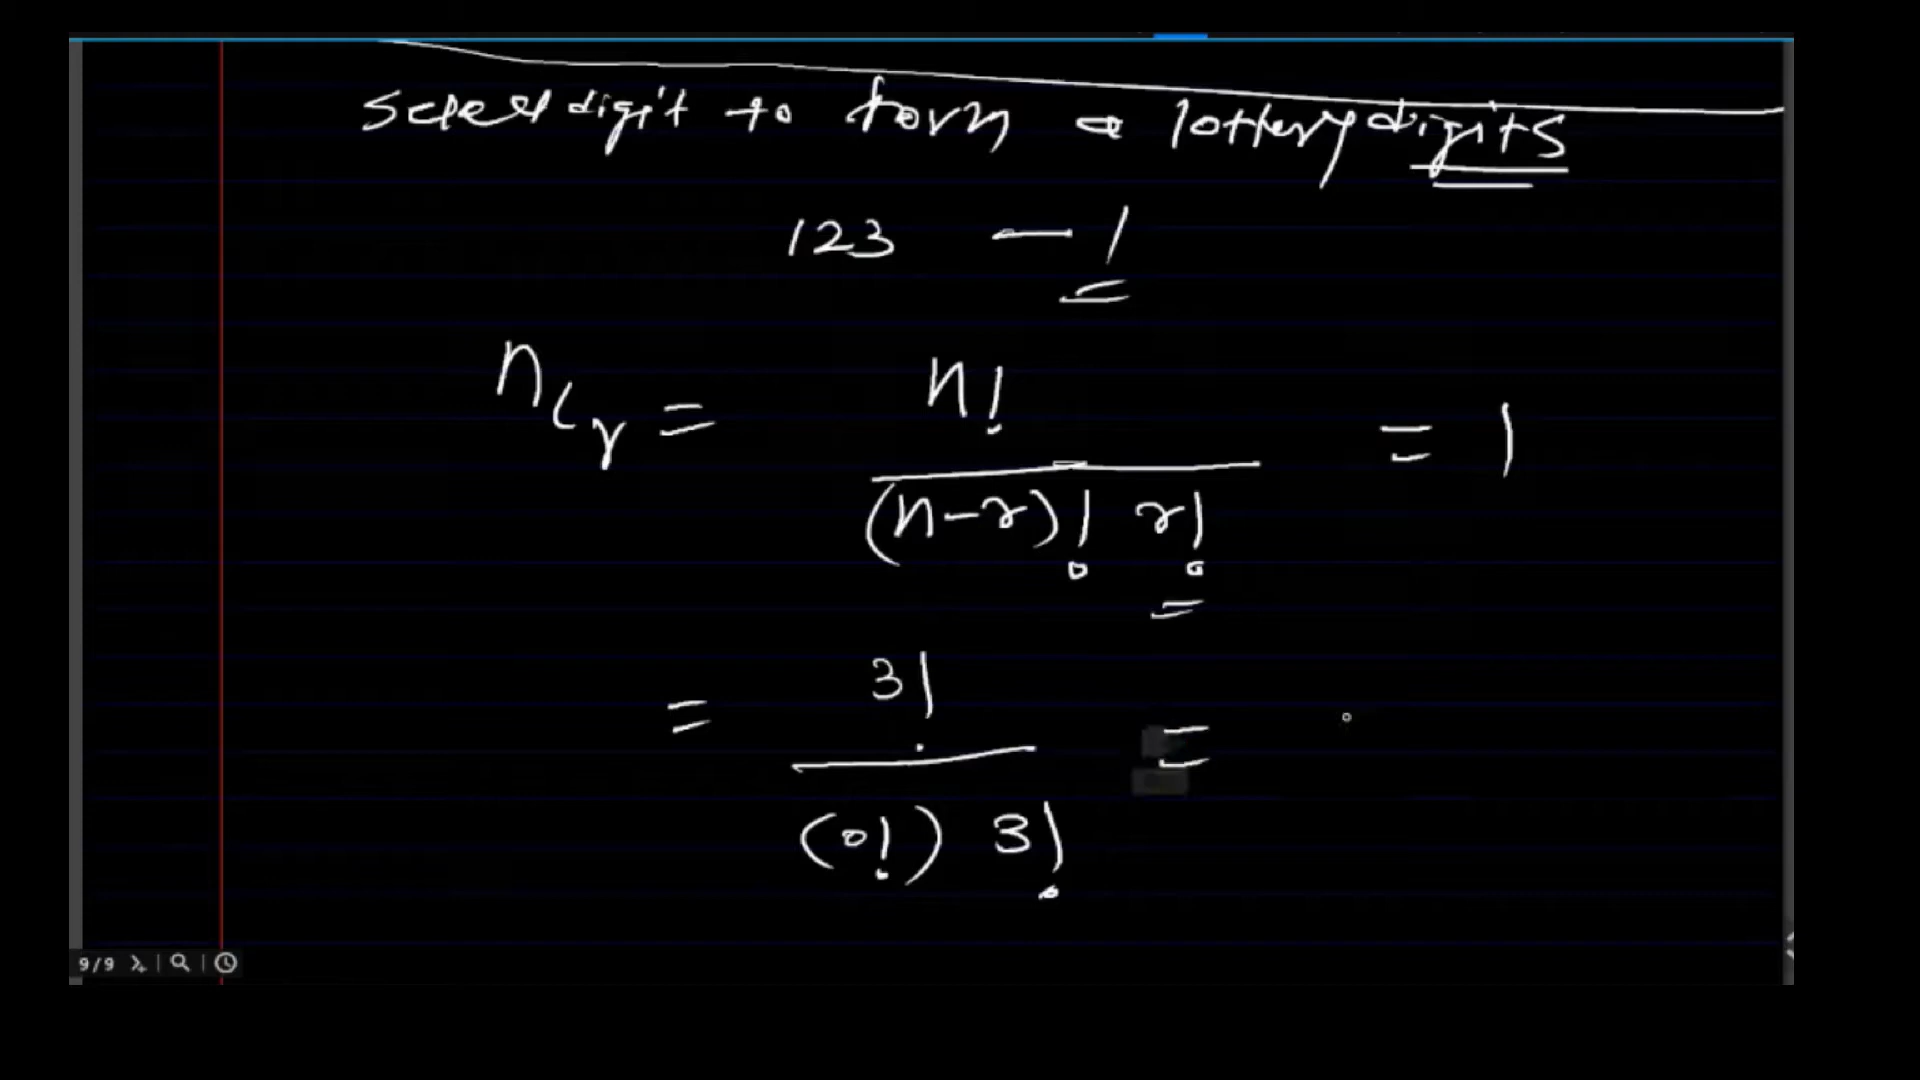 select digit to form a lottery digits
123 — 1
nCr = n! / (n-r)! r! = 1
= 3! / (0!) 3! =
9/9